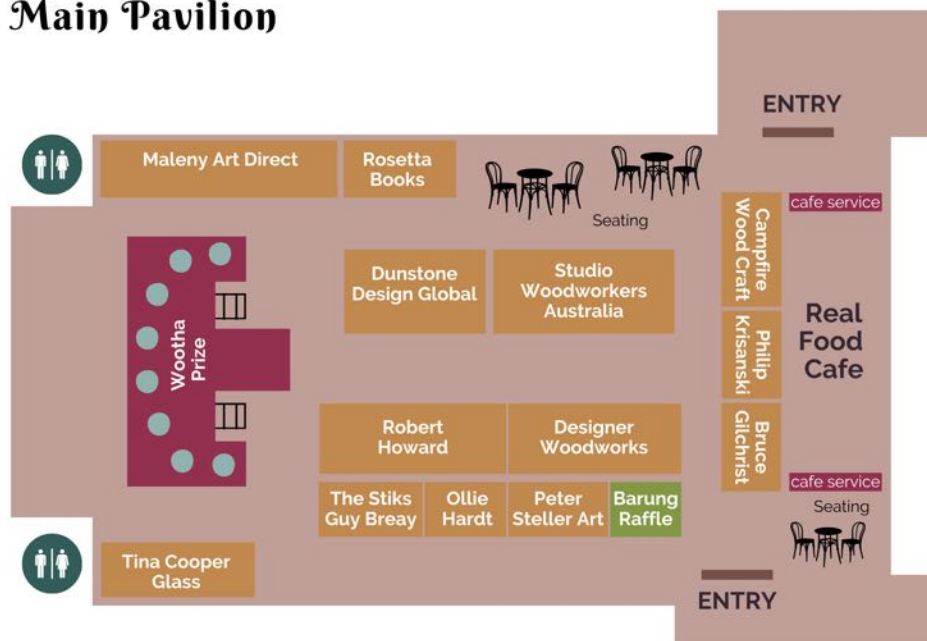 Main Pavilion
ENTRY
Maleny Art Direct
Rosetta
Books
Seating
cafe service
Campfire
Wood Craft
Dunstone
Design Global
Studio
Woodworkers
Australia
Wootha
Prize
Philip
Krisanski
Real
Food
Cafe
Robert
Howard
Designer
Woodworks
Bruce
Gilchrist
cafe service
The Stiks
Guy Breay
Ollie
Hardt
Peter
Steller Art
Barung
Raffle
Seating
Tina Cooper
Glass
ENTRY